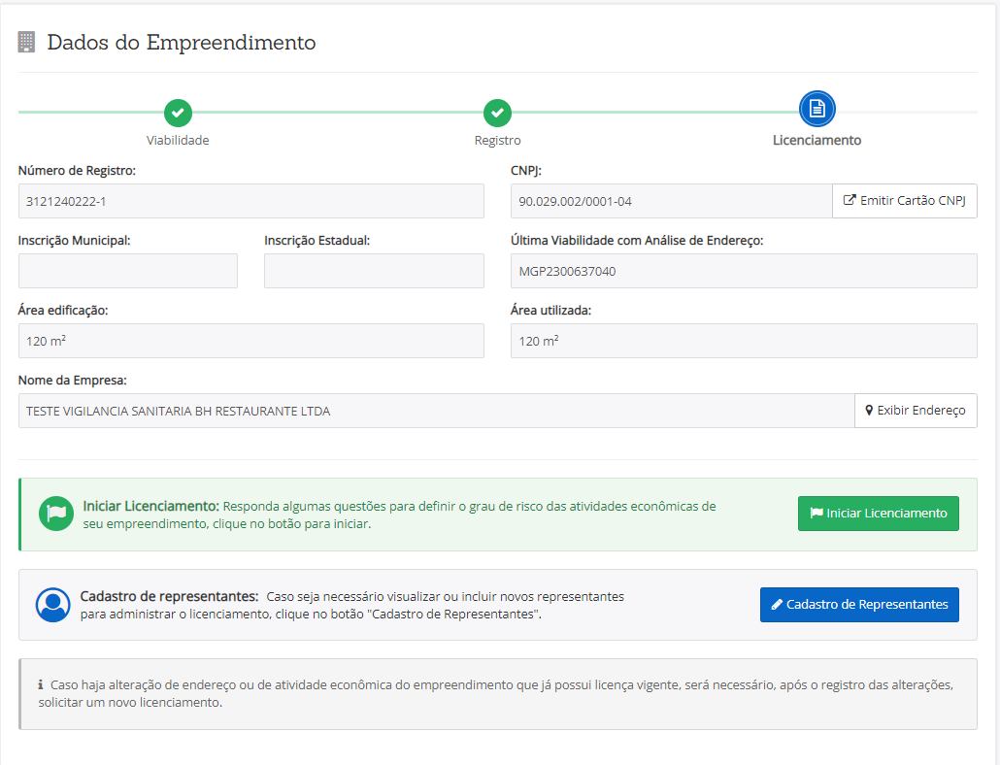 Dados do Empreendimento
Viabilidade
Registro
Licenciamento
Número de Registro:
CNPJ:
3121240222-1
90.029.002/0001-04
Emitir Cartão CNPJ
Inscrição Municipal:
Inscrição Estadual:
Última Viabilidade com Análise de Endereço:
MGP2300637040
Área edificação:
Área utilizada:
120 m²
120 m²
Nome da Empresa:
TESTE VIGILANCIA SANITARIA BH RESTAURANTE LTDA
Exibir Endereço
Iniciar Licenciamento: Responda algumas questões para definir o grau de risco das atividades econômicas de
seu empreendimento, clique no botão para iniciar.
Iniciar Licenciamento
Cadastro de representantes: Caso seja necessário visualizar ou incluir novos representantes
para administrar o licenciamento, clique no botão "Cadastro de Representantes".
Cadastro de Representantes
Caso haja alteração de endereço ou de atividade econômica do empreendimento que já possui licença vigente, será necessário, após o registro das alterações,
solicitar um novo licenciamento.